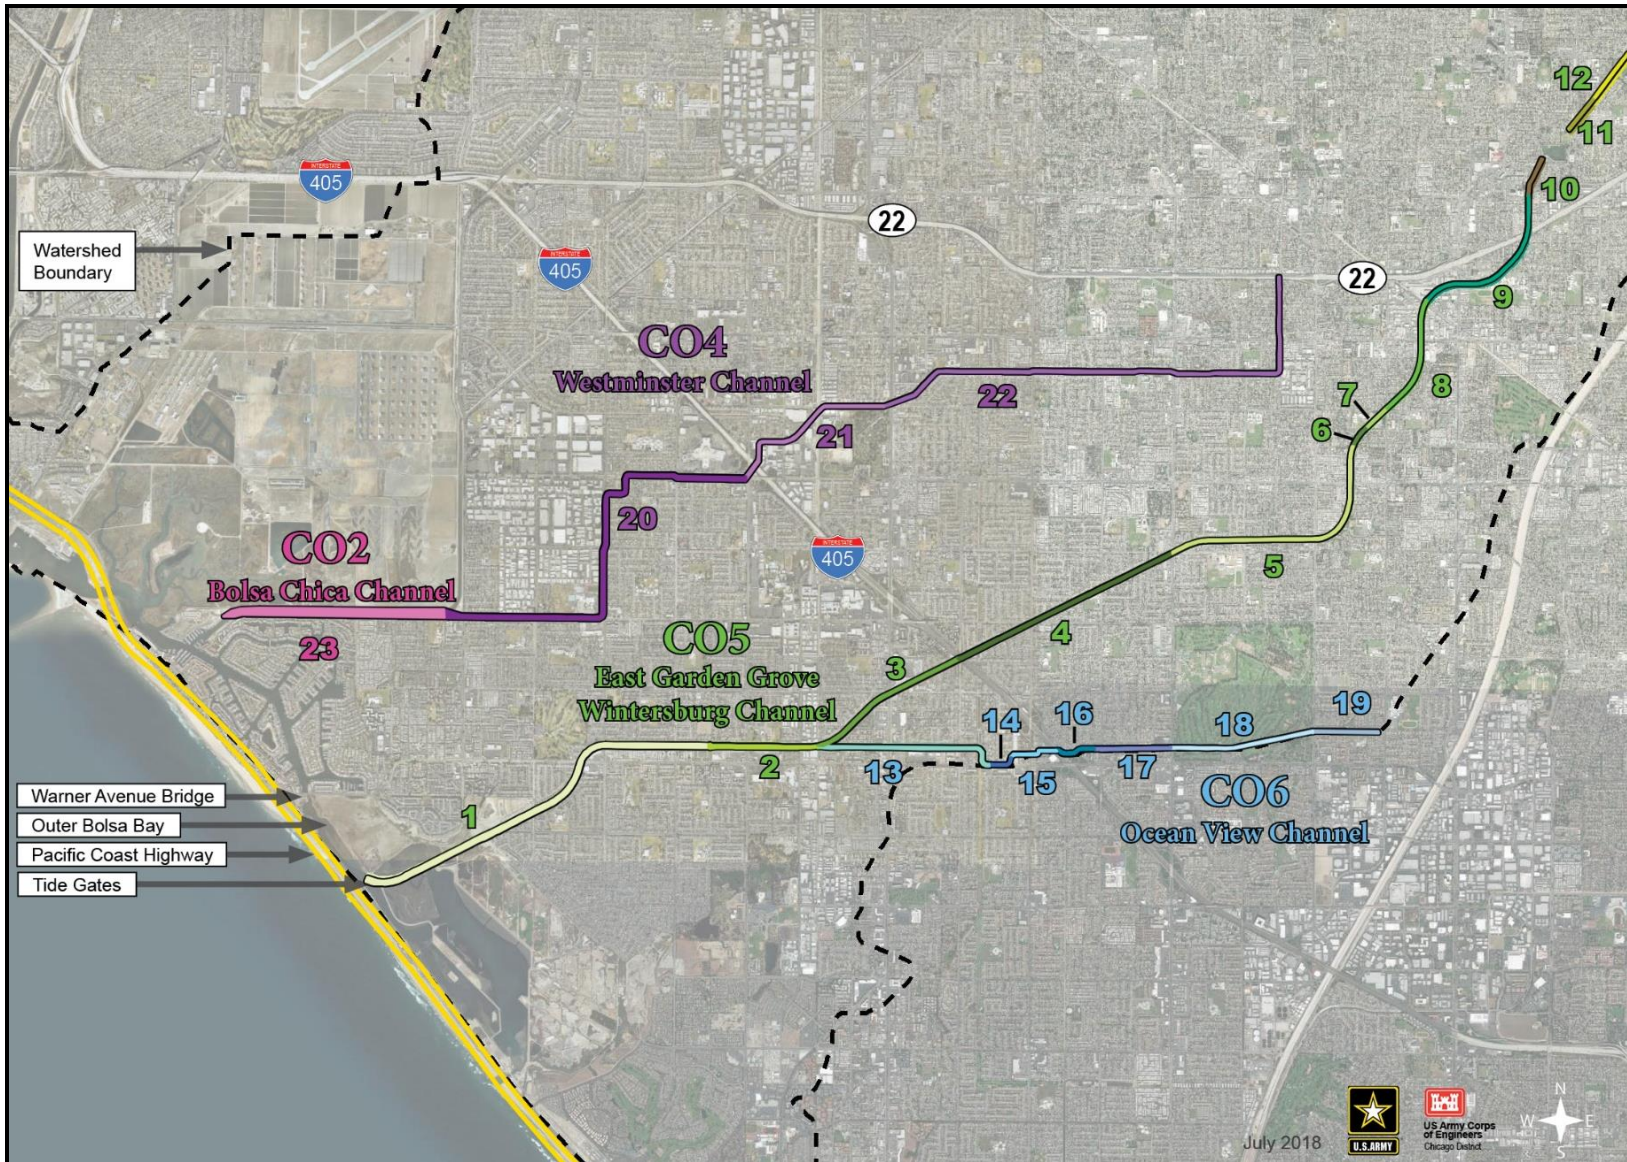 12
11
10
INTERSTATE
405
22
Watershed
Boundary
INTERSTATE
405
22
9
CO4
Westminster Channel
22
8
7
6
21
20
CO2
Bolsa Chica Channel
23
INTERSTATE
405
5
4
CO5
East Garden Grove
Wintersburg Channel
3
2
1
13
14
15
16
17
18
19
CO6
Ocean View Channel
Warner Avenue Bridge
Outer Bolsa Bay
Pacific Coast Highway
Tide Gates
July 2018
U.S.ARMY
US Army Corps
of Engineers
Chicago District
N
W E
S